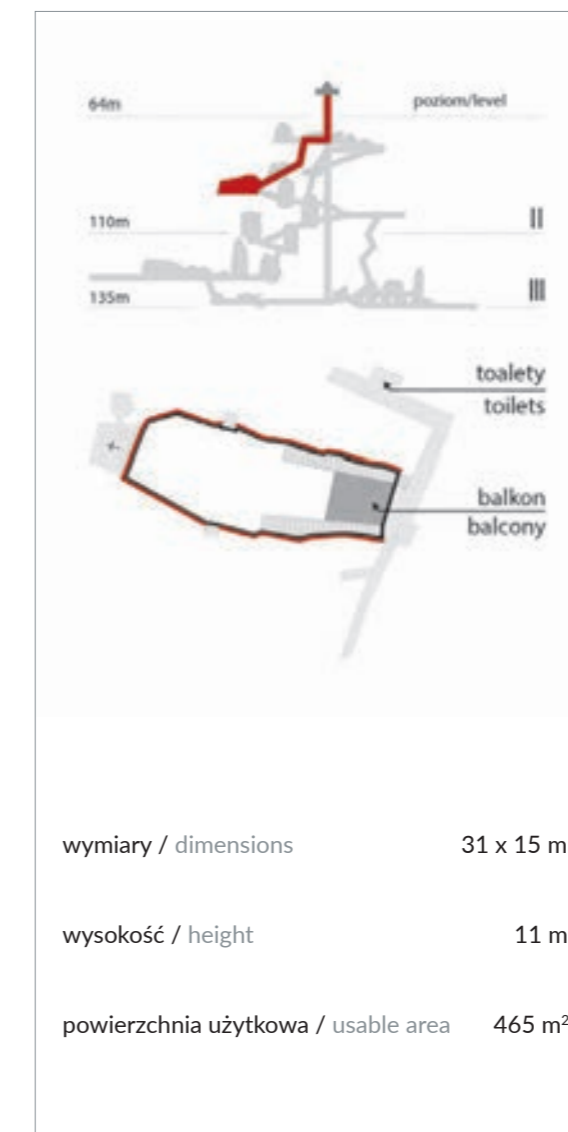 64m poziom/level
110m II
135m III
toalety
toilets
balkon
balcony
wymiary / dimensions 31 x 15 m
wysokość / height 11 m
powierzchnia użytkowa / usable area 465 m²